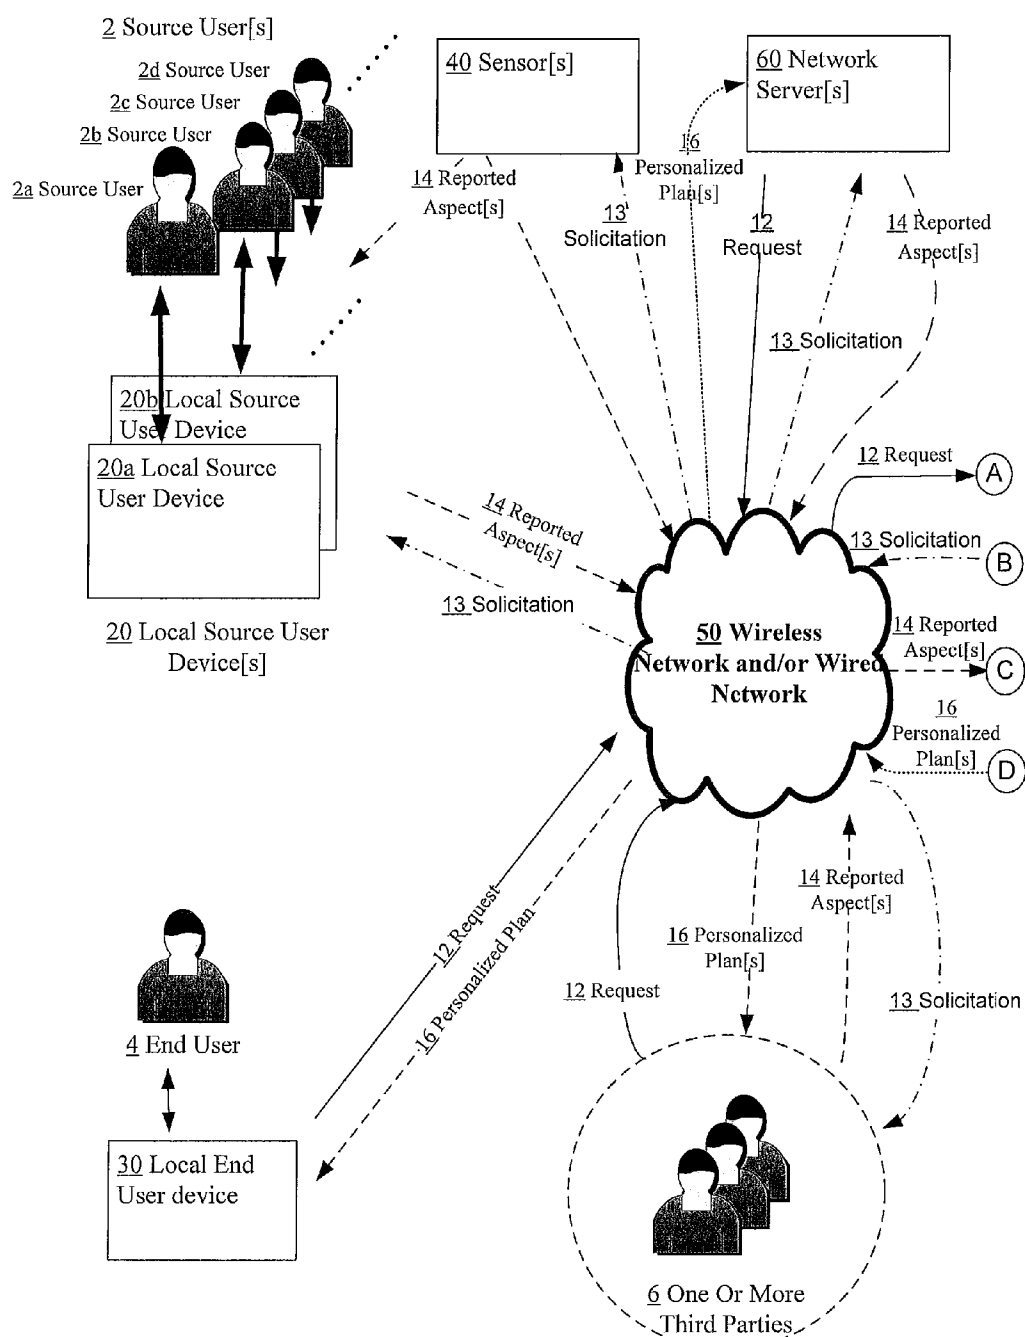 2 Source User[s]
2d Source User
2c Source User
2b Source User
2a Source User
40 Sensor[s]
60 Network
Server[s]
14 Reported
Aspect[s]
13
Solicitation
16
Personalized
Plan[s]
12
Request
14 Reported
Aspect[s]
13 Solicitation
20b Local Source
User Device
20a Local Source
User Device
20 Local Source User
Device[s]
14 Reported
Aspect[s]
13 Solicitation
12 Request
A
13 Solicitation
B
50 Wireless
Network and/or Wired
Network
14 Reported
Aspect[s]
C
16
Personalized
Plan[s]
D
12 Request
16 Personalized Plan
4 End User
30 Local End
User device
12 Request
16 Personalized
Plan[s]
14 Reported
Aspect[s]
13 Solicitation
6 One Or More
Third Parties